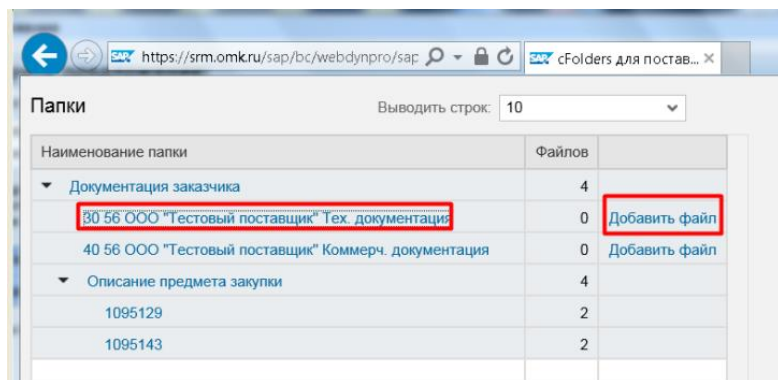 SAP https://srm.omk.ru/sap/bc/webdynpro/sap SAP cFolders для постав...
Папки Выводить строк: 10
Наименование папки Файлов
Документация заказчика 4
30 56 ООО "Тестовый поставщик" Тех. документация 0 Добавить файл
40 56 ООО "Тестовый поставщик" Коммерч. документация 0 Добавить файл
Описание предмета закупки 4
1095129 2
1095143 2